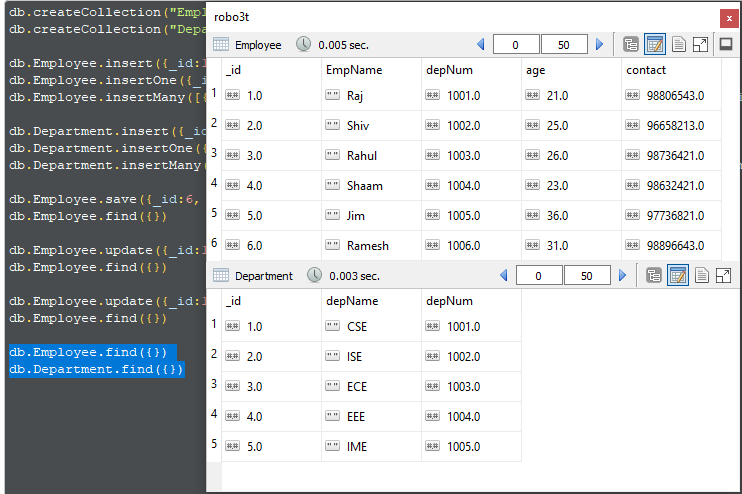 db.createCollection("Empl
db.createCollection("Depa
db.Employee.insert({_id:1
db.Employee.insertOne({_i
db.Employee.insertMany([{
db.Department.insert({_id
db.Department.insertOne({
db.Department.insertMany(
db.Employee.save({_id:6,
db.Employee.find({})
db.Employee.update({_id:1
db.Employee.find({})
db.Employee.update({_id:1
db.Employee.find({})
db.Employee.find({})
db.Department.find({})
robo3t x
Employee 0.005 sec. 0 50
_id EmpName depNum age contact
1 ## 1.0 "" Raj ## 1001.0 ## 21.0 ## 98806543.0
2 ## 2.0 "" Shiv ## 1002.0 ## 25.0 ## 96658213.0
3 ## 3.0 "" Rahul ## 1003.0 ## 26.0 ## 98736421.0
4 ## 4.0 "" Shaam ## 1004.0 ## 23.0 ## 98632421.0
5 ## 5.0 "" Jim ## 1005.0 ## 36.0 ## 97736821.0
6 ## 6.0 "" Ramesh ## 1006.0 ## 31.0 ## 98896643.0
Department 0.003 sec. 0 50
_id depName depNum
1 ## 1.0 "" CSE ## 1001.0
2 ## 2.0 "" ISE ## 1002.0
3 ## 3.0 "" ECE ## 1003.0
4 ## 4.0 "" EEE ## 1004.0
5 ## 5.0 "" IME ## 1005.0